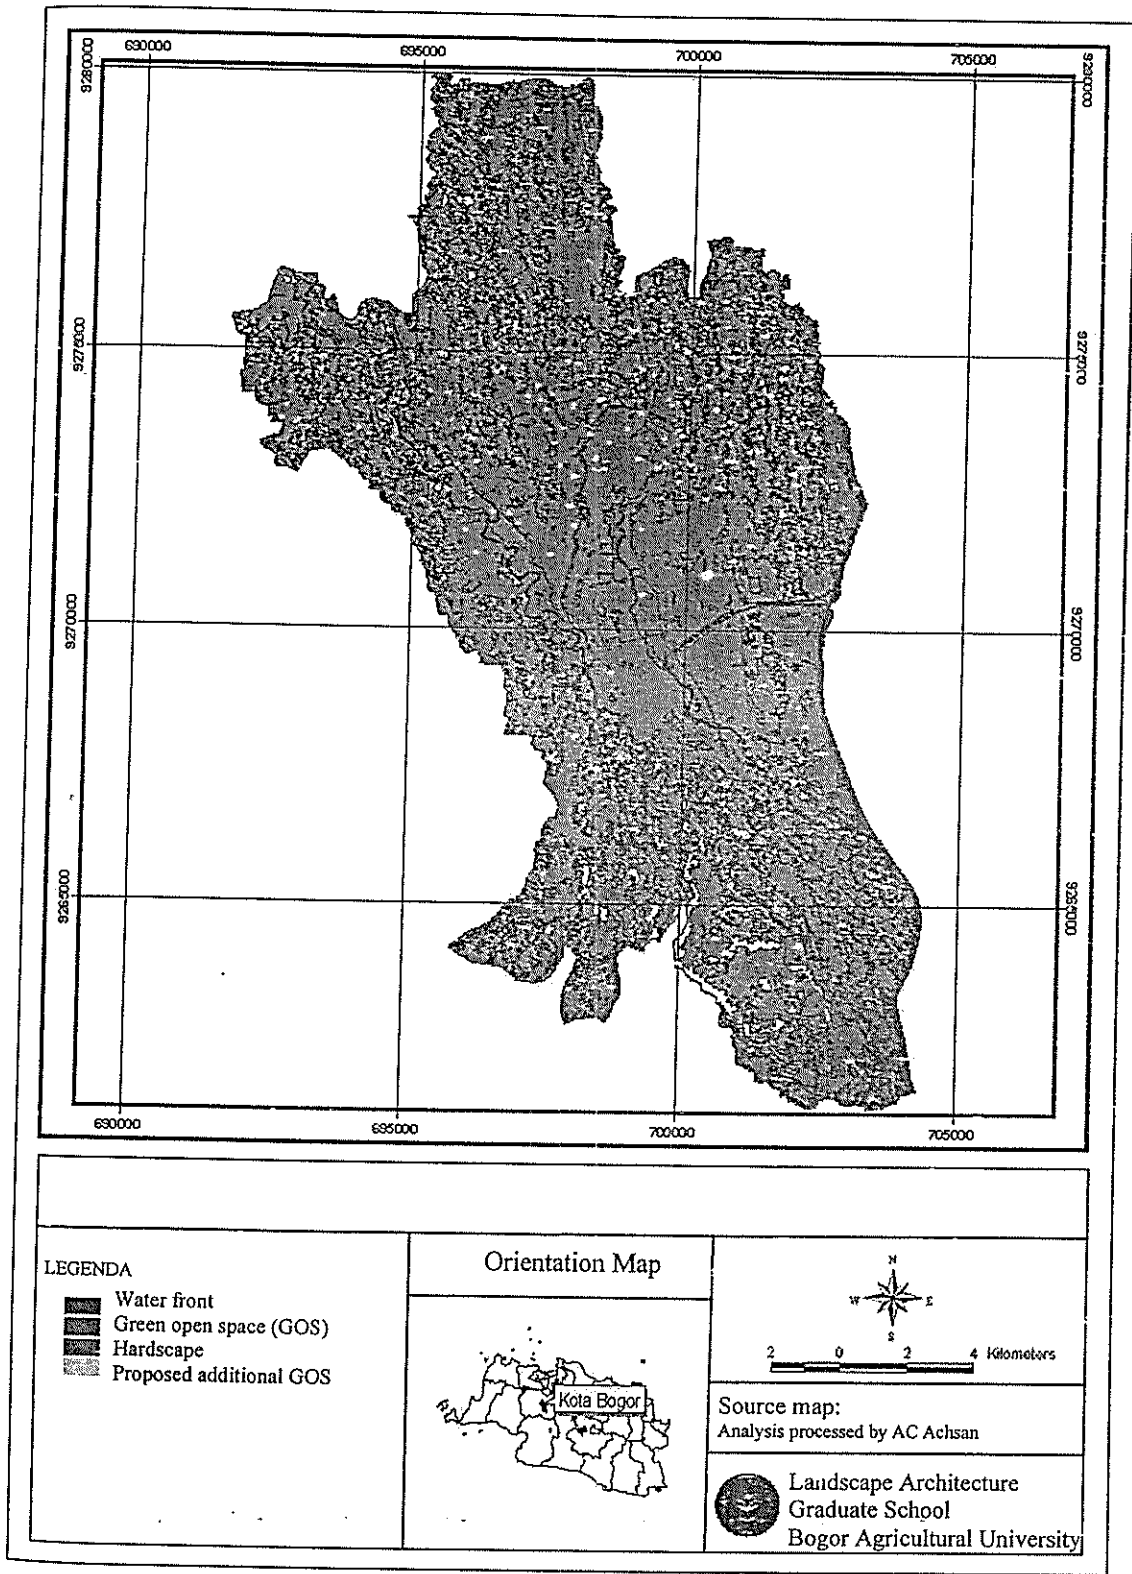 690000 695000 700000 705000
9280000 9280000
9275000 9275000
9270000 9270000
9265000 9265000
690000 695000 700000 705000
LEGENDA
Water front
Green open space (GOS)
Hardscape
Proposed additional GOS
Orientation Map
Kota Bogor
N
W E
S
2 0 2 4 Kilometers
Source map:
Analysis processed by AC Achsan
Landscape Architecture
Graduate School
Bogor Agricultural University